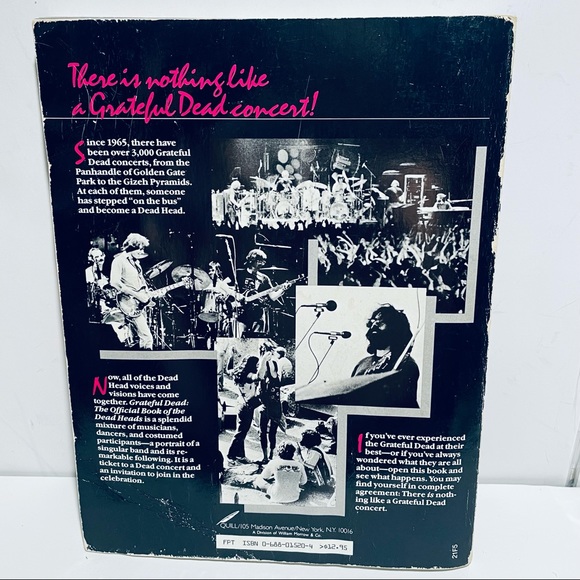 There is nothing like
a Grateful Dead concert!
Since 1965, there have
been over 3,000 Grateful
Dead concerts, from the
Panhandle of Golden Gate
Park to the Gizeh Pyramids.
At each of them, someone
has stepped "on the bus"
and become a Dead Head.
Now, all of the Dead
Head voices and
visions have come
together. Grateful Dead:
The Official Book of the
Dead Heads is a splendid
mixture of musicians,
dancers, and costumed
participants—a portrait of a
singular band and its re-
markable following. It is a
ticket to a Dead concert and
an invitation to join in the
celebration.
If you've ever experienced
the Grateful Dead at their
best—or if you've always
wondered what they are all
about—open this book and
see what happens. You may
find yourself in complete
agreement: There is noth-
ing like a Grateful Dead
concert.
QUILL/105 Madison Avenue/New York, N.Y. 10016
A Division of William Morrow & Co.
FPT ISBN 0-688-01520-4 >$12.95
21F5